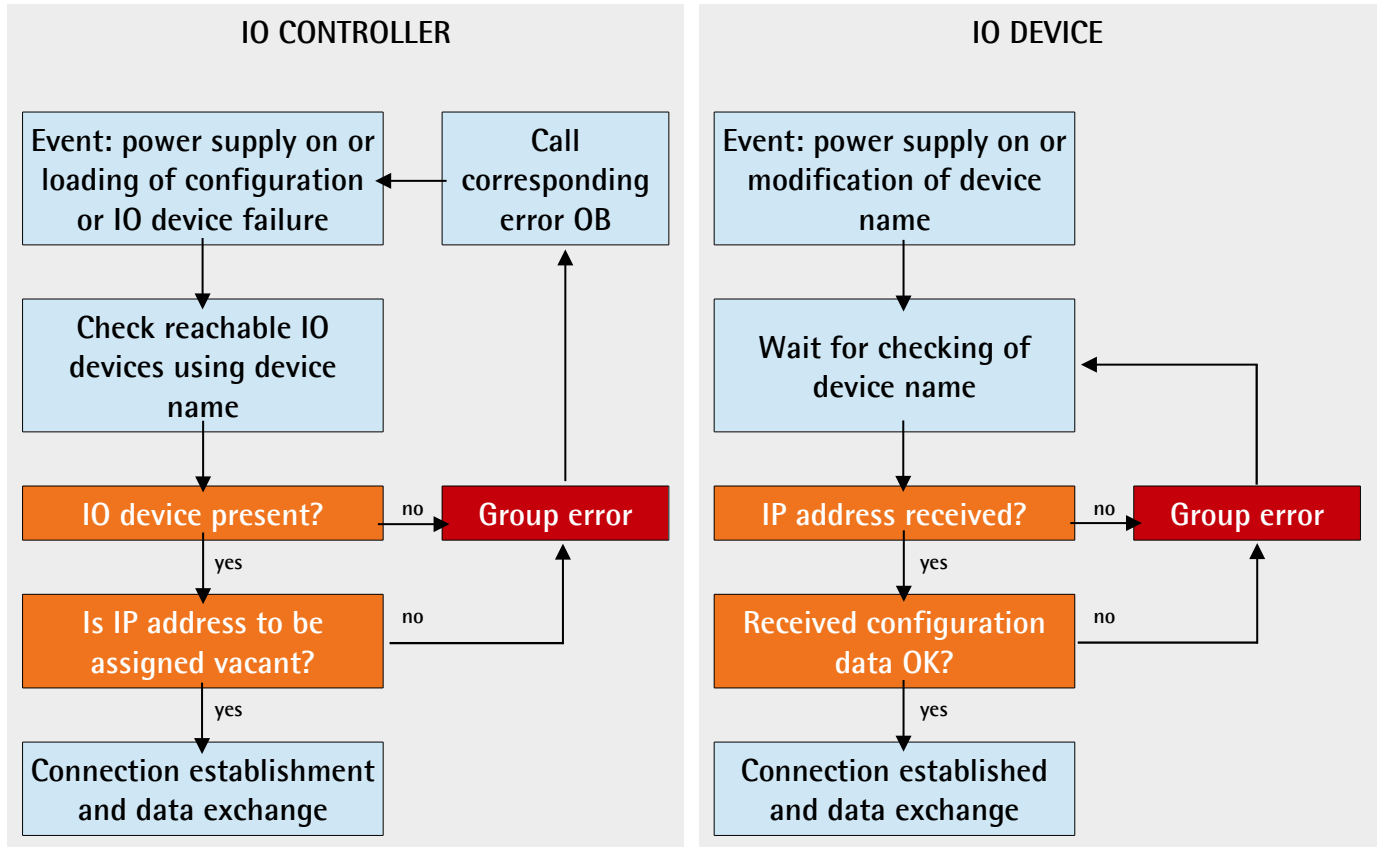 IO CONTROLLER
Event: power supply on or
loading of configuration
or IO device failure
Call
corresponding
error OB
Check reachable IO
devices using device
name
IO device present?
no
Group error
yes
Is IP address to be
assigned vacant?
no
yes
Connection establishment
and data exchange
IO DEVICE
Event: power supply on or
modification of device
name
Wait for checking of
device name
IP address received?
no
Group error
yes
Received configuration
data OK?
no
yes
Connection established
and data exchange